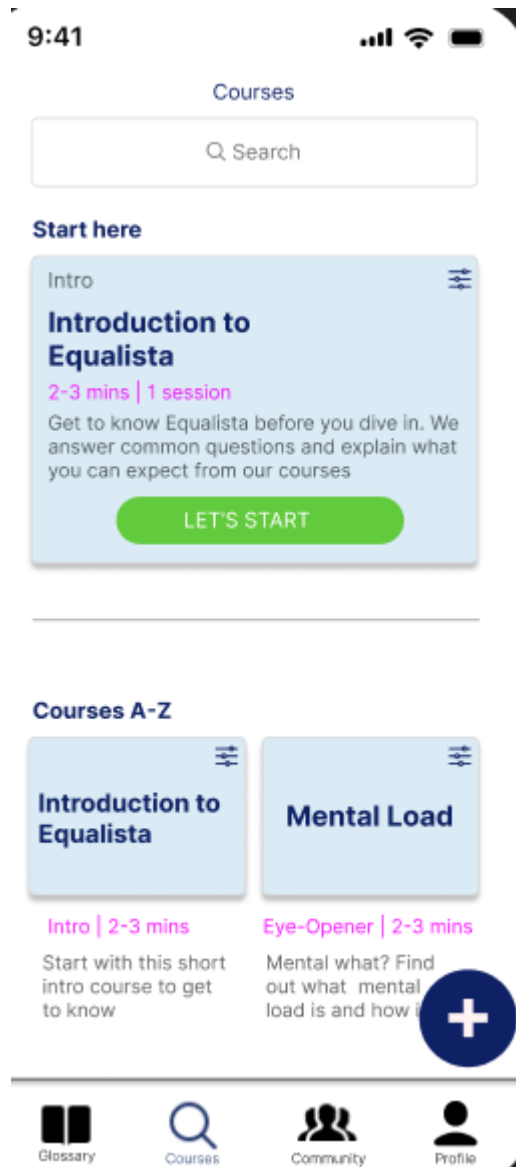 9:41
Courses
Search
Start here
Intro
Introduction to
Equalista
2-3 mins | 1 session
Get to know Equalista before you dive in. We
answer common questions and explain what
you can expect from our courses
LET'S START
Courses A-Z
Introduction to
Equalista
Mental Load
Intro | 2-3 mins
Eye-Opener | 2-3 mins
Start with this short
intro course to get
to know
Mental what? Find
out what mental
load is and how
Glossary
Courses
Community
Profile